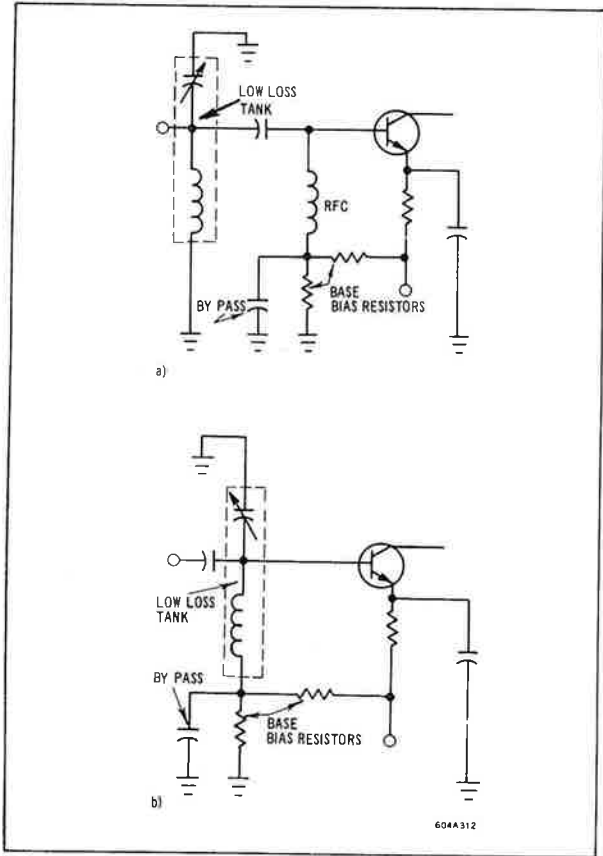 LOW LOSS
TANK
RFC
BY PASS
BASE
BIAS RESISTORS
a)
LOW LOSS
TANK
BY PASS
BASE
BIAS RESISTORS
b)
604A312